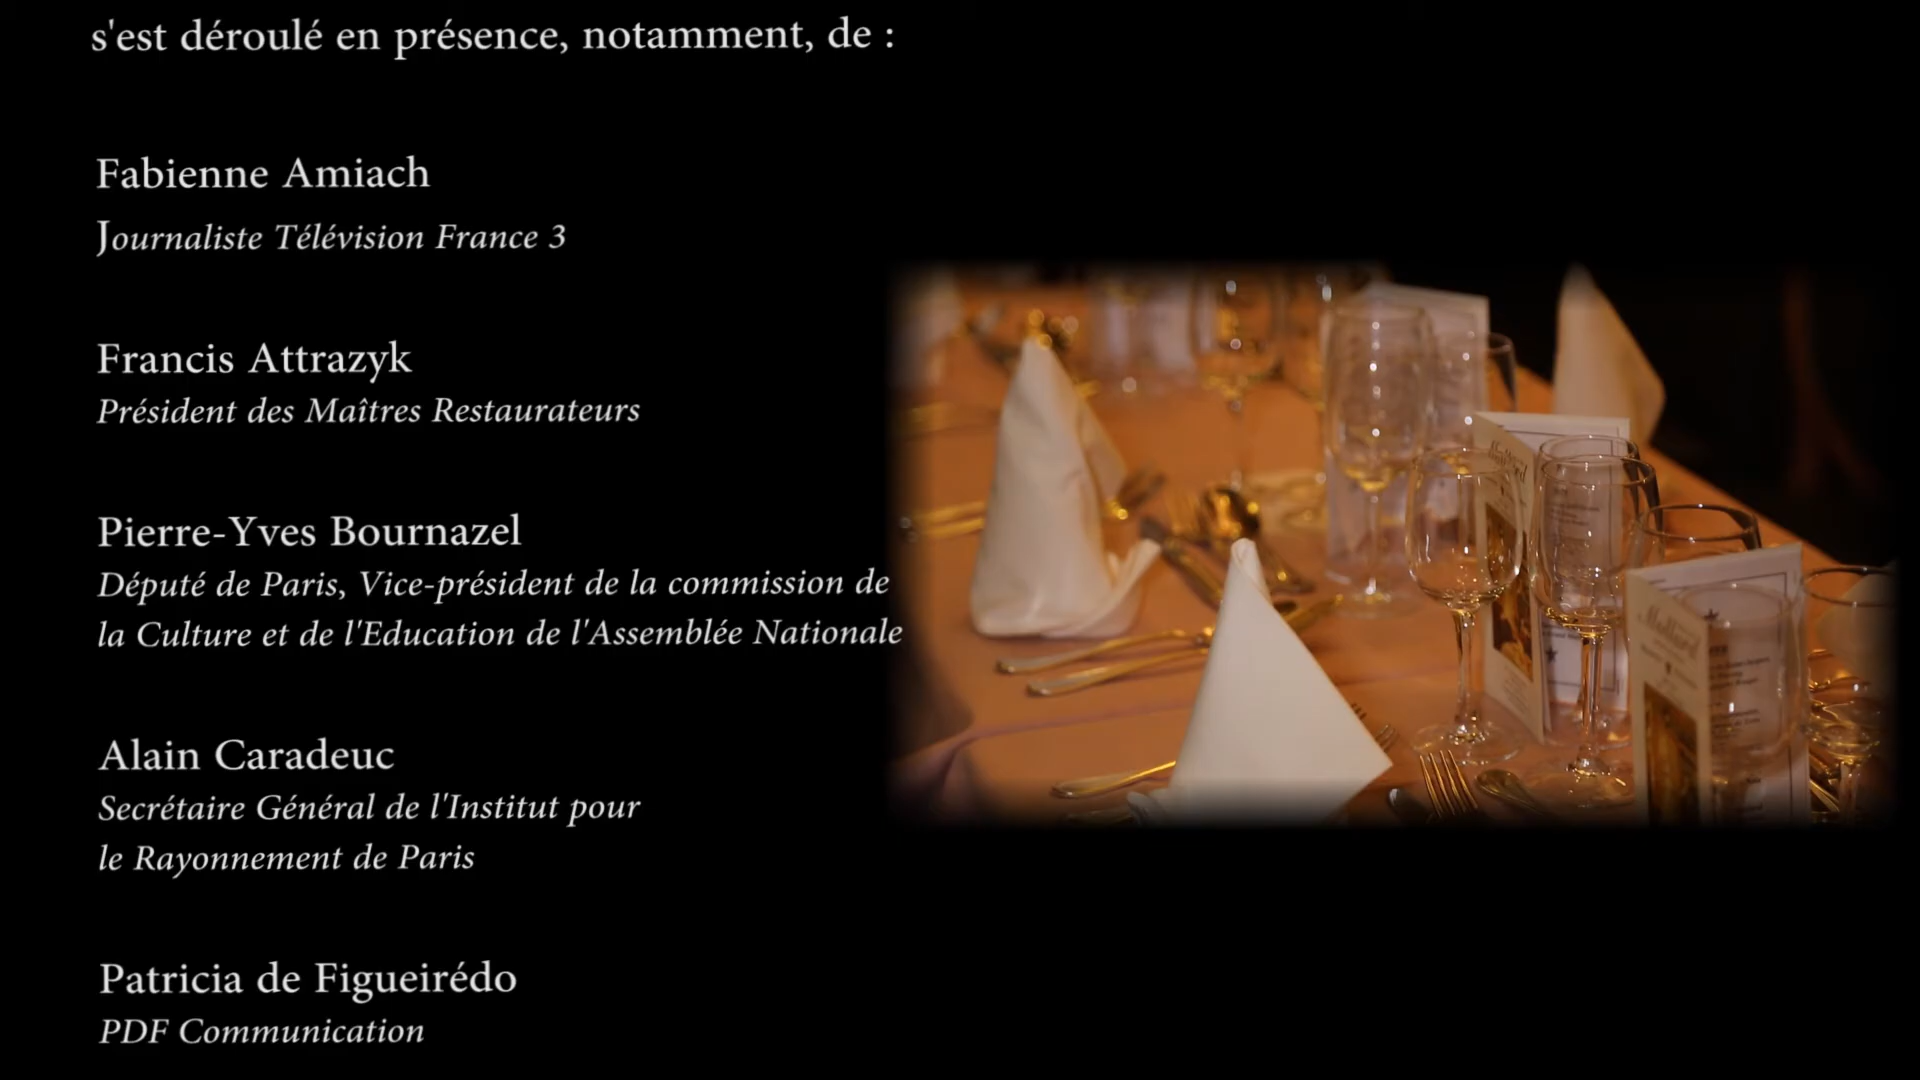 s'est déroulé en présence, notamment, de :
Fabienne Amiach
Journaliste Télévision France 3
Francis Attrazyk
Président des Maîtres Restaurateurs
Pierre-Yves Bournazel
Député de Paris, Vice-président de la commission de
la Culture et de l'Education de l'Assemblée Nationale
Alain Caradeuc
Secrétaire Général de l'Institut pour
le Rayonnement de Paris
Patricia de Figueirédo
PDF Communication